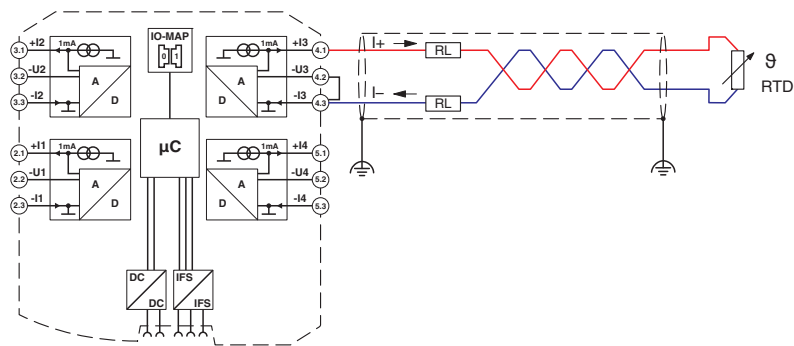 IO-MAP
0 1
3.1 +I2 1mA
3.2 -U2 A
3.3 -I2 D
1mA +I3 4.1
A -U3 4.2
D -I3 4.3
I+ RL
I- RL
ϑ
RTD
µC
2.1 +I1 1mA
2.2 -U1 A
2.3 -I1 D
1mA +I4 5.1
A -U4 5.2
D -I4 5.3
DC
DC
IFS
IFS